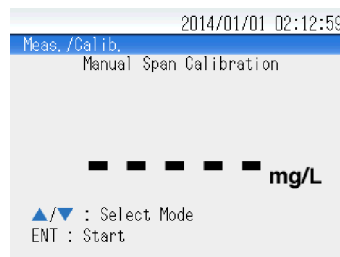 2014/01/01 02:12:59
Meas./Calib.
Manual Span Calibration
----- mg/L
▲/▼ : Select Mode
ENT : Start